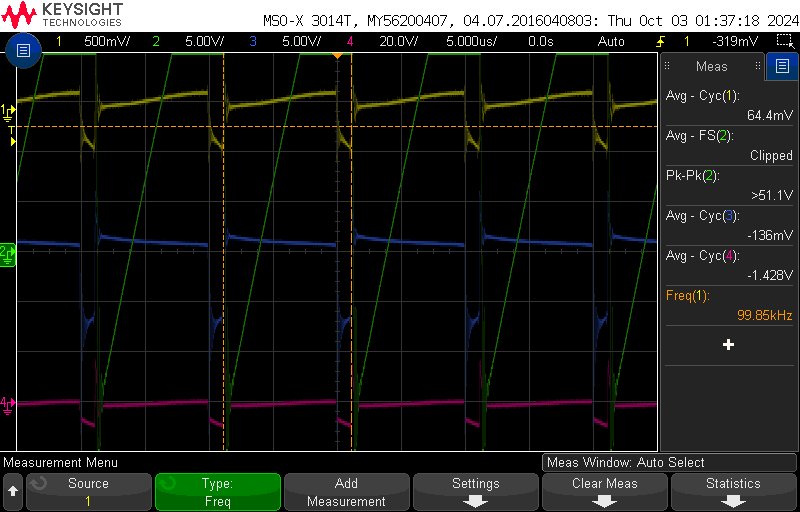 KEYSIGHT
TECHNOLOGIES
MSO-X 3014T, MY56200407, 04.07.2016040803: Thu Oct 03 01:37:18 2024
1 500mV/ 2 5.00V/ 3 5.00V/ 4 20.0V/ 5.000us/ 0.0s Auto 1 -319mV
Meas
Avg - Cyc(1):
64.4mV
Avg - FS(2):
Clipped
Pk-Pk(2):
>51.1V
Avg - Cyc(3):
-136mV
Avg - Cyc(4):
-1.428V
Freq(1):
99.85kHz
1
T
2
4
Measurement Menu
Meas Window: Auto Select
Source
1
Type:
Freq
Add
Measurement
Settings
Clear Meas
Statistics